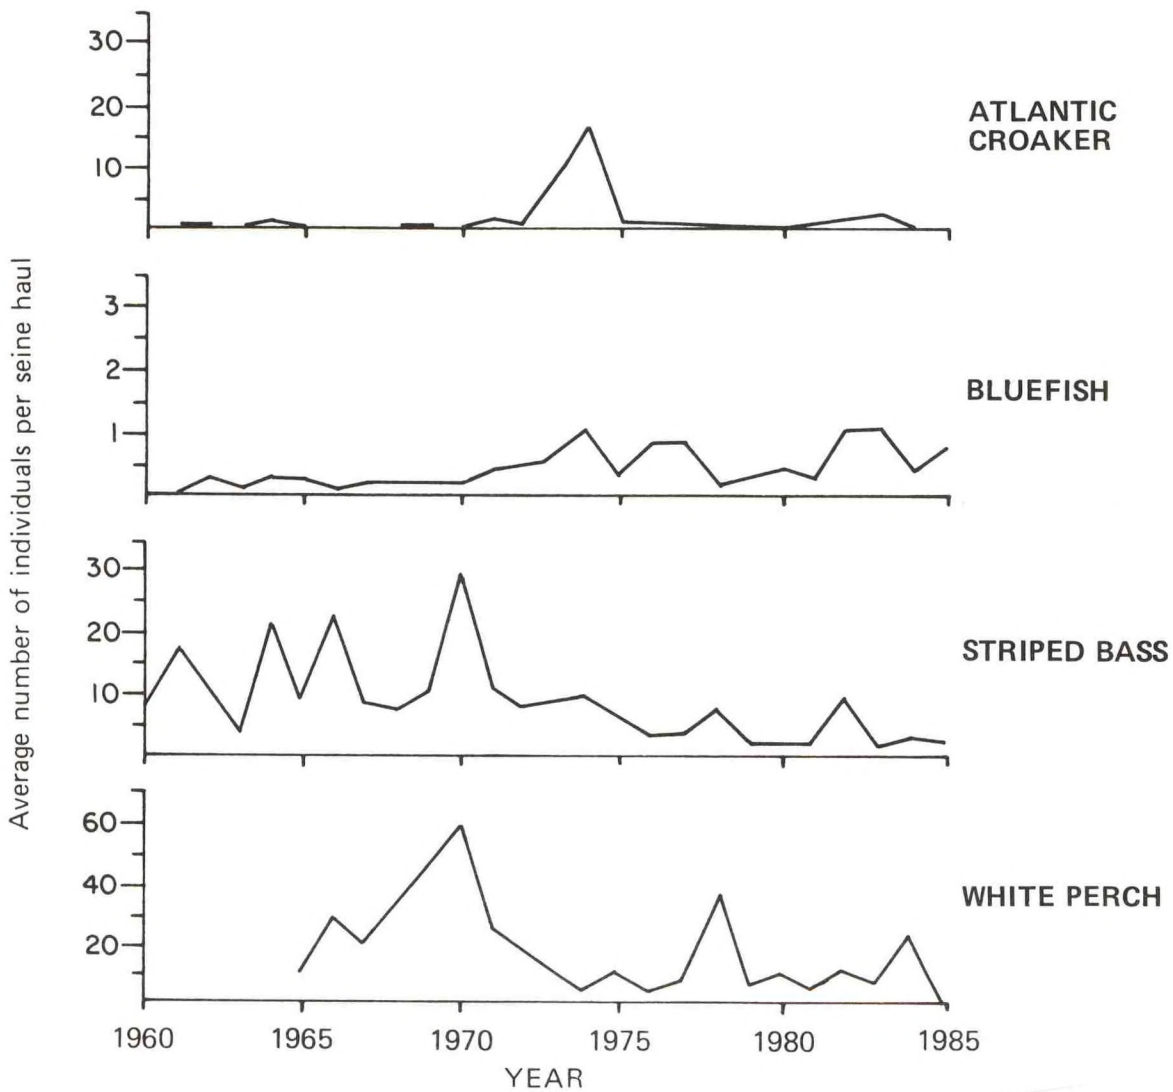 Average number of individuals per seine haul
30
20
10
ATLANTIC
CROAKER
3
2
1
BLUEFISH
30
20
10
STRIPED BASS
60
40
20
WHITE PERCH
1960 1965 1970 1975 1980 1985
YEAR